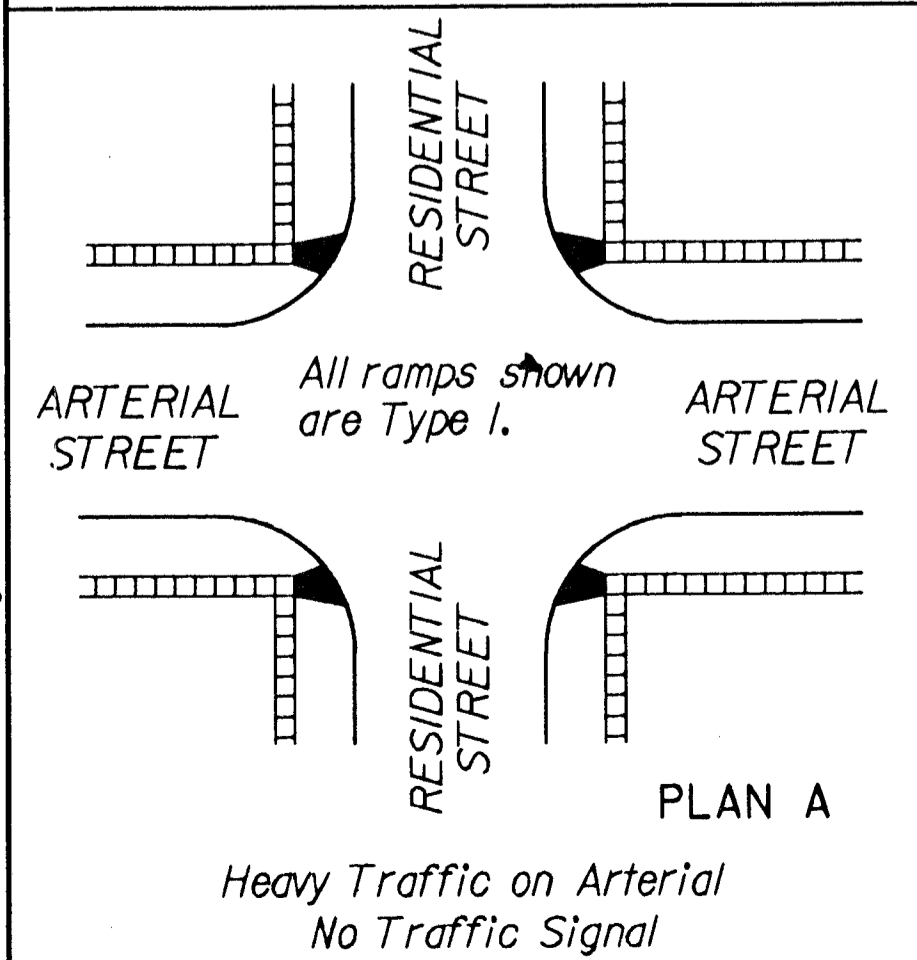 RESIDENTIAL
STREET
All ramps shown
are Type I.
ARTERIAL
STREET
ARTERIAL
STREET
RESIDENTIAL
STREET
PLAN A
Heavy Traffic on Arterial
No Traffic Signal